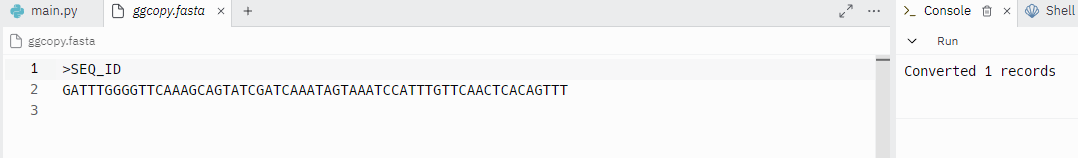 main.py
ggcopy.fasta
Console
Shell
ggcopy.fasta
Run
1 >SEQ_ID
2 GATTTGGGGTTCAAAGCAGTATCGATCAAATAGTAAATCCATTTGTTCAACTCACAGTTT
3
Converted 1 records